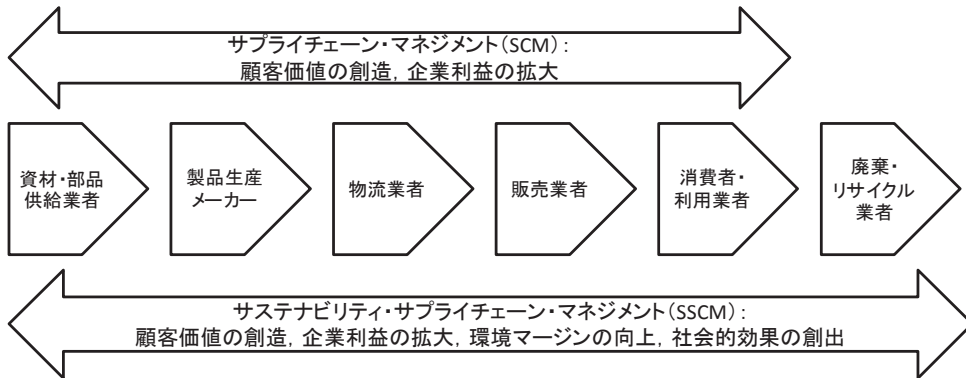 サプライチェーン・マネジメント(SCM):
顧客価値の創造,企業利益の拡大
資材・部品
供給業者
製品生産
メーカー
物流業者
販売業者
消費者・
利用業者
廃棄・
リサイクル
業者
サステナビリティ・サプライチェーン・マネジメント(SSCM):
顧客価値の創造,企業利益の拡大,環境マージンの向上,社会的効果の創出